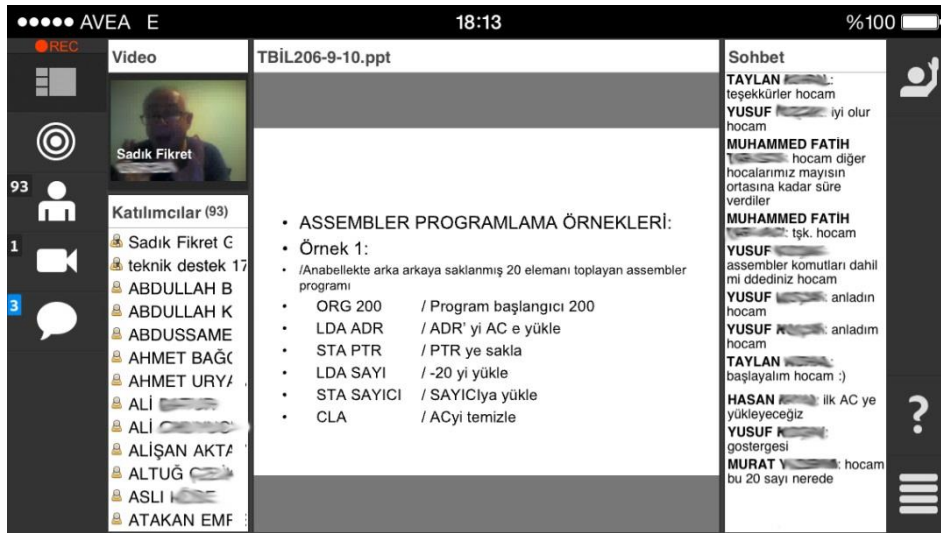 AVEA E 18:13 %100
REC
Video
Sadık Fikret
93
1
3
Katılımcılar (93)
Sadık Fikret G
teknik destek 17
ABDULLAH B
ABDULLAH K
ABDUSSAME
AHMET BAĞC
AHMET URYA
ALİ
ALİ
ALİŞAN AKTA
ALTUĞ
ASLI
ATAKAN EMF
TBİL206-9-10.ppt
• ASSEMBLER PROGRAMLAMA ÖRNEKLERİ:
• Örnek 1:
• /Anabellekte arka arkaya saklanmış 20 elemanı toplayan assembler
programı
• ORG 200 / Program başlangıcı 200
• LDA ADR / ADR' yi AC e yükle
• STA PTR / PTR ye sakla
• LDA SAYI / -20 yi yükle
• STA SAYICI / SAYICIya yükle
• CLA / ACyi temizle
Sohbet
TAYLAN :
teşekkürler hocam
YUSUF iyi olur
hocam
MUHAMMED FATİH
hocam diğer
hocalarımız mayısın
ortasına kadar süre
verdiler
MUHAMMED FATİH
: tşk. hocam
YUSUF
assembler komutları dahil
mi ddediniz hocam
YUSUF : anladın
hocam
YUSUF : anladım
hocam
TAYLAN :
başlayalım hocam :)
HASAN : ilk AC ye
yükleyeceğiz
YUSUF :
gostergesi
MURAT Y : hocam
bu 20 sayı nerede
?